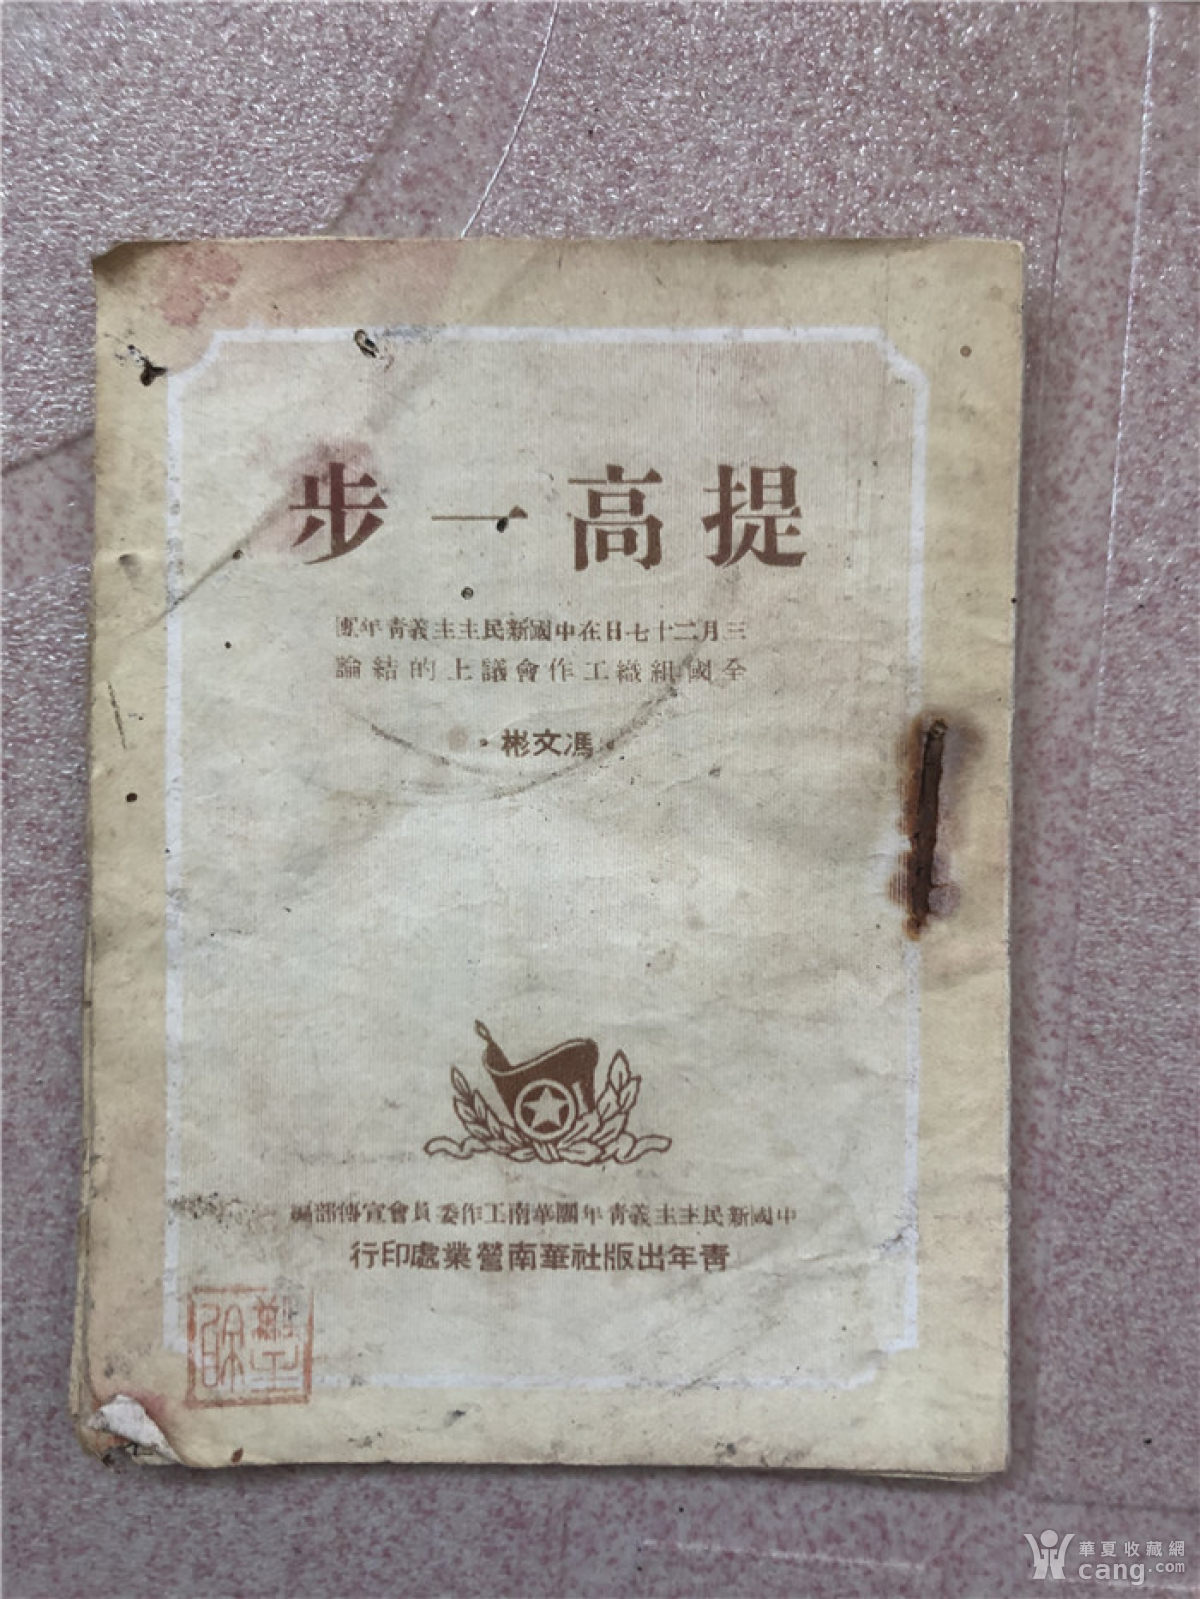 提高一步
三月二十七日在中國新民主主義青年團
全國組織工作會議上的結論
·馮文彬·
中國新民主主義青年團華南工作委員會宣傳部編
青年出版社華南營業處印行
華夏收藏網
cang.com